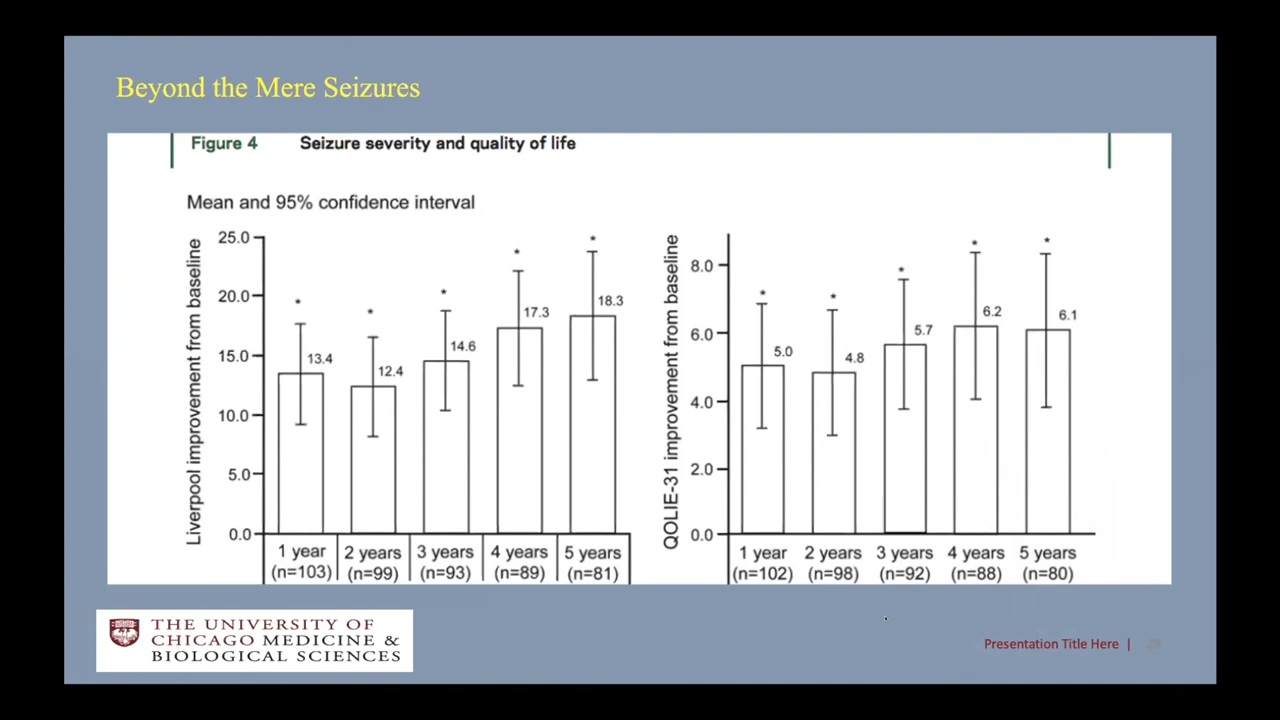 Beyond the Mere Seizures
Figure 4 Seizure severity and quality of life
Mean and 95% confidence interval
Liverpool improvement from baseline
25.0
20.0
15.0
10.0
5.0
0.0
*
13.4
*
12.4
*
14.6
*
17.3
*
18.3
1 year 2 years 3 years 4 years 5 years
(n=103) (n=99) (n=93) (n=89) (n=81)
QOLIE-31 improvement from baseline
8.0
6.0
4.0
2.0
0.0
*
5.0
*
4.8
*
5.7
*
6.2
*
6.1
1 year 2 years 3 years 4 years 5 years
(n=102) (n=98) (n=92) (n=88) (n=80)
THE UNIVERSITY OF
CHICAGO MEDICINE &
BIOLOGICAL SCIENCES
Presentation Title Here |